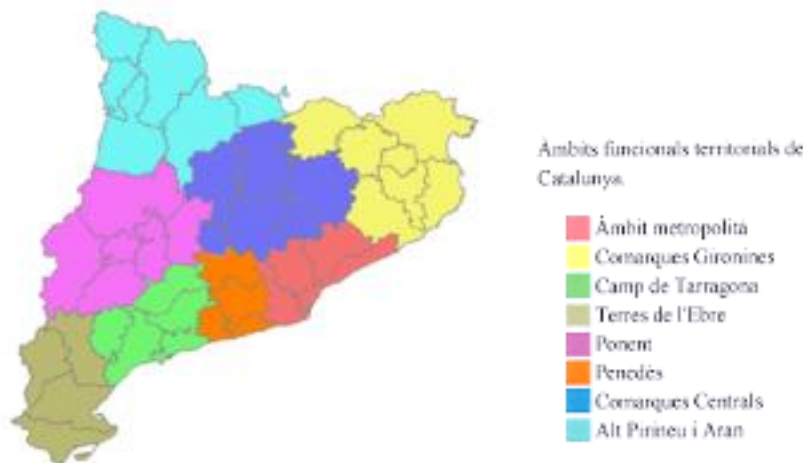 Àmbits funcionals territorials de
Catalunya.
Àmbit metropolità
Comarques Gironines
Camp de Tarragona
Terres de l'Ebre
Ponent
Penedès
Comarques Centrals
Alt Pirineu i Aran